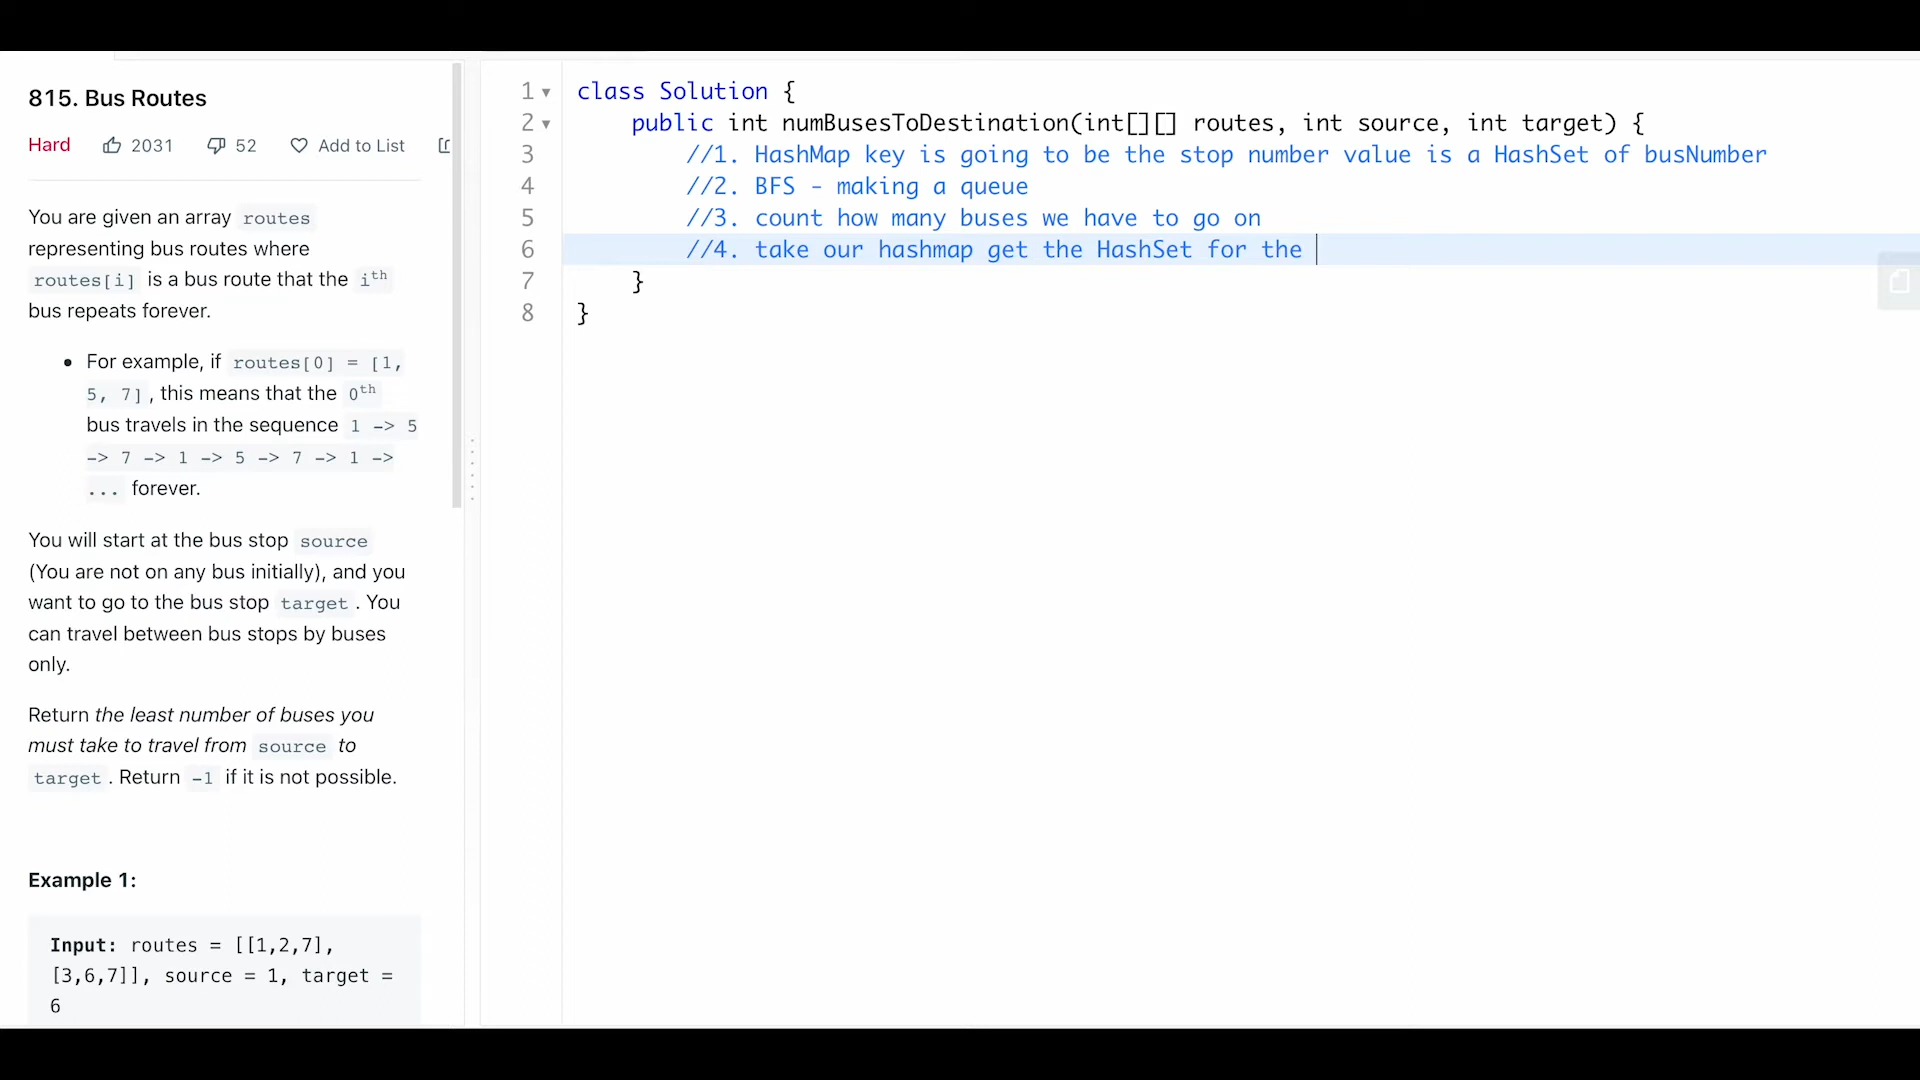 815. Bus Routes
Hard 2031 52 Add to List
You are given an array routes
representing bus routes where
routes[i] is a bus route that the ith
bus repeats forever.
• For example, if routes[0] = [1,
5, 7], this means that the 0th
bus travels in the sequence 1 -> 5
-> 7 -> 1 -> 5 -> 7 -> 1 ->
... forever.
You will start at the bus stop source
(You are not on any bus initially), and you
want to go to the bus stop target. You
can travel between bus stops by buses
only.
Return the least number of buses you
must take to travel from source to
target. Return -1 if it is not possible.
Example 1:
Input: routes = [[1,2,7],
[3,6,7]], source = 1, target =
6
1 class Solution {
2 public int numBusesToDestination(int[][] routes, int source, int target) {
3 //1. HashMap key is going to be the stop number value is a HashSet of busNumber
4 //2. BFS - making a queue
5 //3. count how many buses we have to go on
6 //4. take our hashmap get the HashSet for the
7 }
8 }